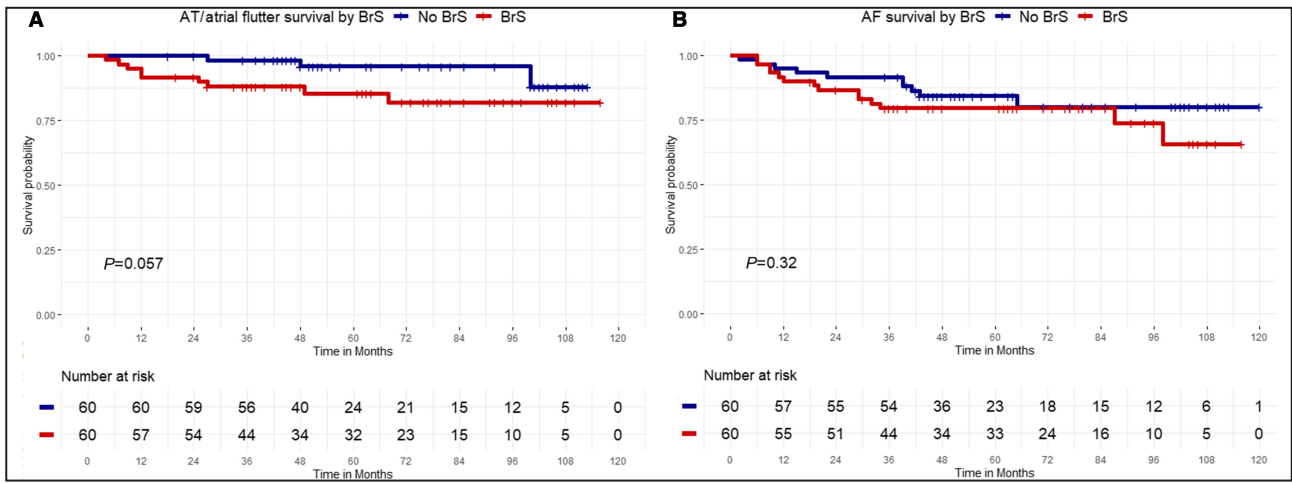 A
AT/atrial flutter survival by BrS No BrS BrS
1.00
0.75
0.50
0.25
0.00
Survival probability
P=0.057
0 12 24 36 48 60 72 84 96 108 120
Time in Months
Number at risk
60 60 59 56 40 24 21 15 12 5 0
60 57 54 44 34 32 23 15 10 5 0
0 12 24 36 48 60 72 84 96 108 120
Time in Months
B
AF survival by BrS No BrS BrS
1.00
0.75
0.50
0.25
0.00
Survival probability
P=0.32
0 12 24 36 48 60 72 84 96 108 120
Time in Months
Number at risk
60 57 55 54 36 23 18 15 12 6 1
60 55 51 44 34 33 24 16 10 5 0
0 12 24 36 48 60 72 84 96 108 120
Time in Months